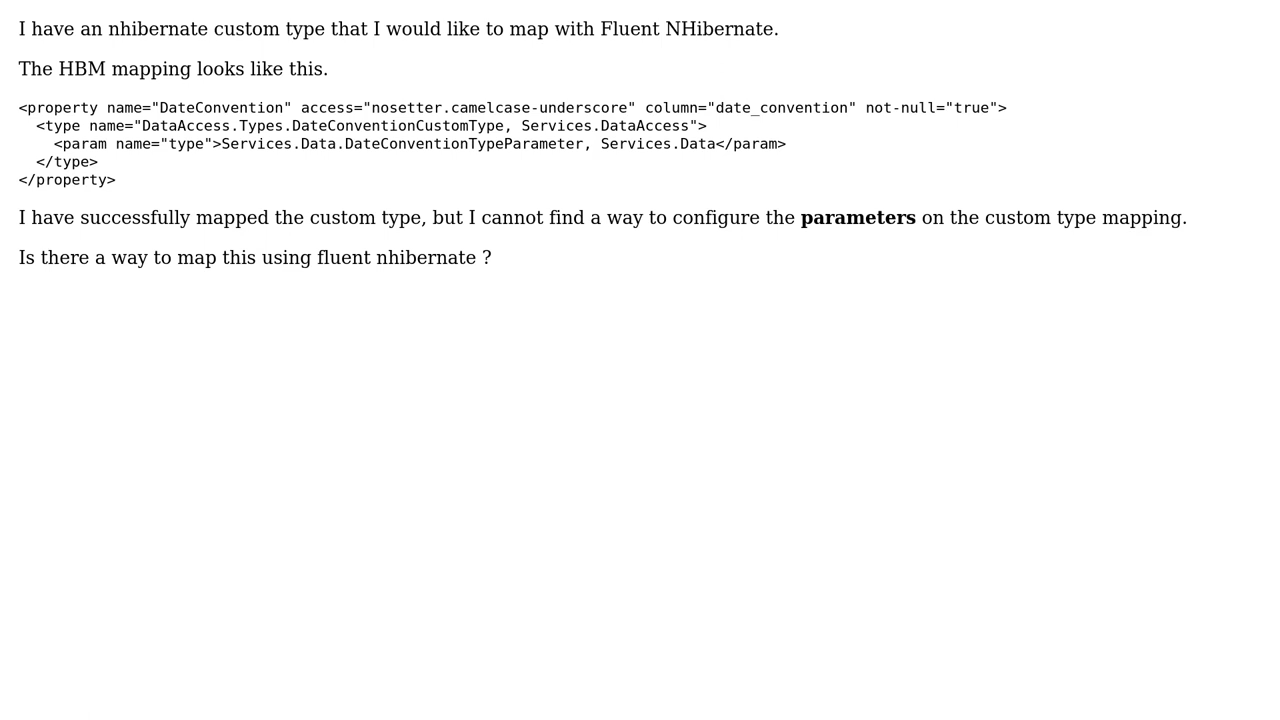 I have an nhibernate custom type that I would like to map with Fluent NHibernate.
The HBM mapping looks like this.
<property name="DateConvention" access="nosetter.camelcase-underscore" column="date_convention" not-null="true">
  <type name="DataAccess.Types.DateConventionCustomType, Services.DataAccess">
    <param name="type">Services.Data.DateConventionTypeParameter, Services.Data</param>
  </type>
</property>
I have successfully mapped the custom type, but I cannot find a way to configure the parameters on the custom type mapping.
Is there a way to map this using fluent nhibernate ?